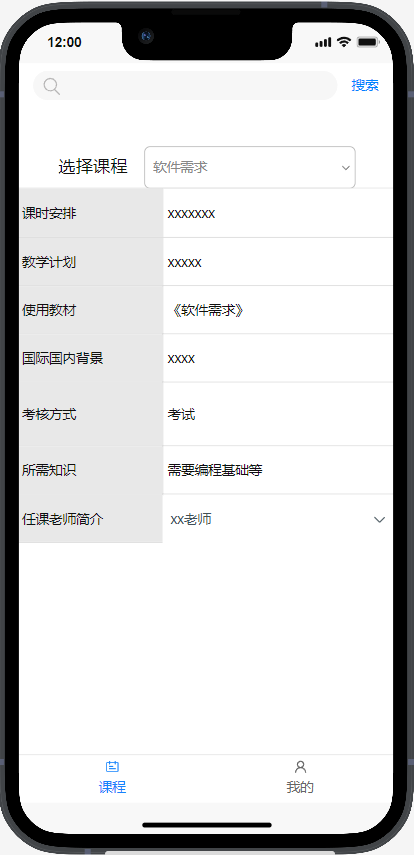 12:00
搜索
选择课程 软件需求
课时安排 xxxxxxx
教学计划 xxxxx
使用教材 《软件需求》
国际国内背景 xxxx
考核方式 考试
所需知识 需要编程基础等
任课老师简介 xx老师
课程 我的